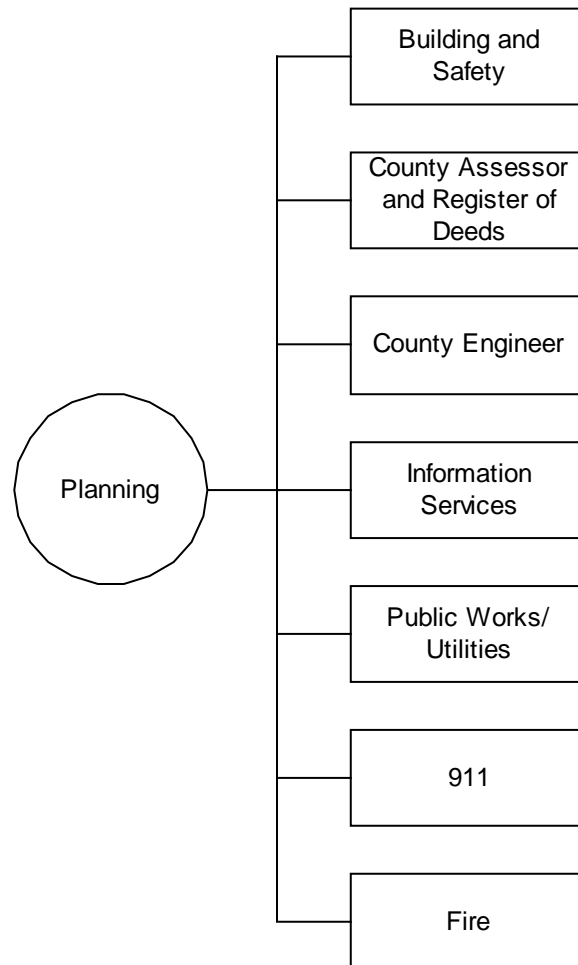 Building and
Safety
County Assessor
and Register of
Deeds
County Engineer
Planning
Information
Services
Public Works/
Utilities
911
Fire